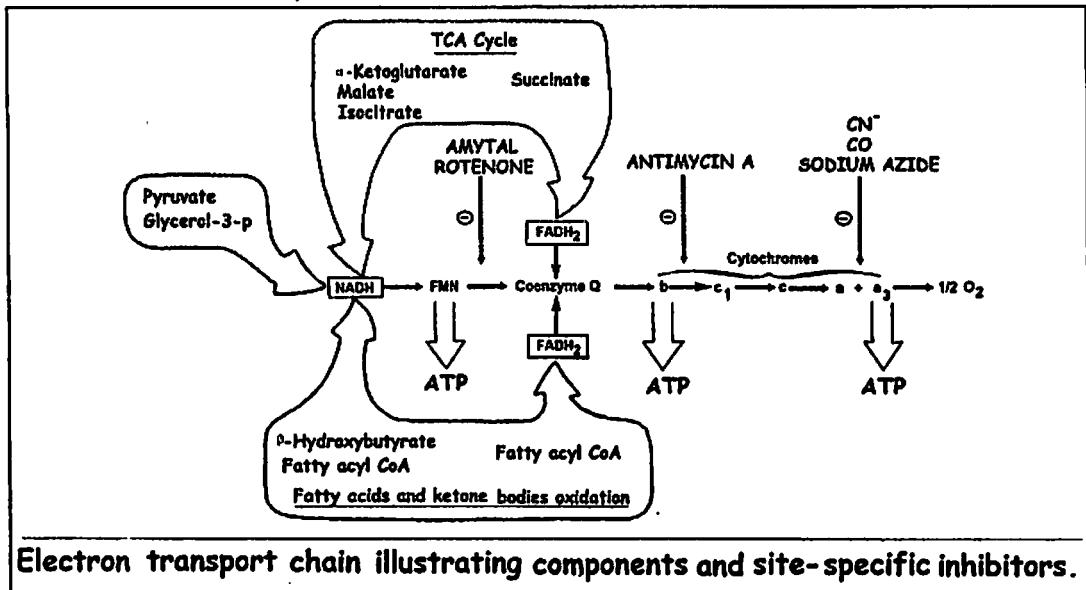 TCA Cycle
α-Ketoglutarate
Malate
Isocitrate
Succinate
AMYTAL
ROTENONE
ANTIMYCIN A
CN⁻
CO
SODIUM AZIDE
Pyruvate
Glycerol-3-p
⊖
⊖
⊖
FADH₂
Cytochromes
NADH FMN Coenzyme Q b c₁ c a + a₃ 1/2 O₂
FADH₂
ATP ATP ATP
β-Hydroxybutyrate
Fatty acyl CoA
Fatty acyl CoA
Fatty acids and ketone bodies oxidation
Electron transport chain illustrating components and site-specific inhibitors.